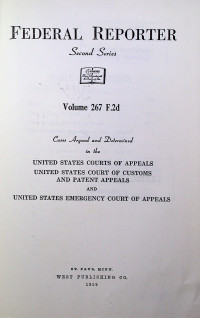 FEDERAL REPORTER
Second Series
Volume 267 F.2d
Cases Argued and Determined
in the
UNITED STATES COURTS OF APPEALS
UNITED STATES COURT OF CUSTOMS
AND PATENT APPEALS
AND
UNITED STATES EMERGENCY COURT OF APPEALS
ST. PAUL, MINN.
WEST PUBLISHING CO.
1959